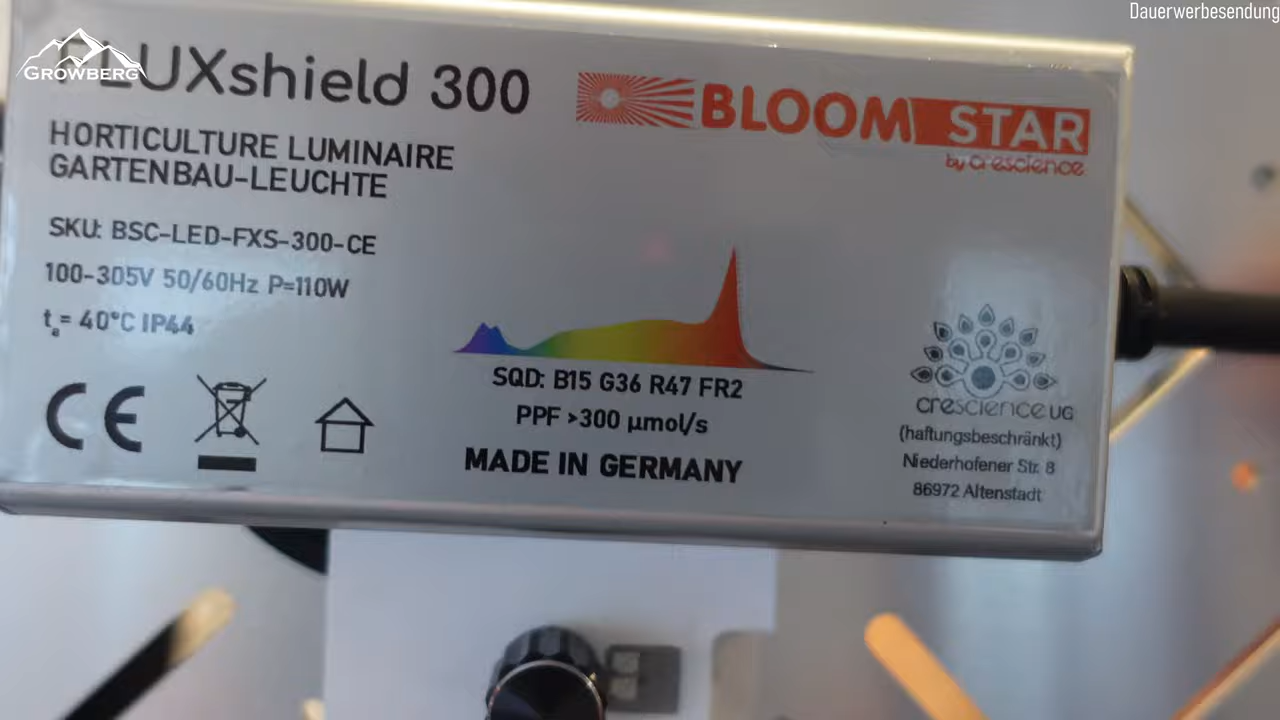 Dauerwerbesendung
GROWBERG
FLUXshield 300
HORTICULTURE LUMINAIRE
GARTENBAU-LEUCHTE
SKU: BSC-LED-FXS-300-CE
100-305V 50/60Hz P=110W
ta= 40°C IP44
CE
BLOOM STAR
by crescience
SQD: B15 G36 R47 FR2
PPF >300 µmol/s
MADE IN GERMANY
crescience UG
(haftungsbeschränkt)
Niederhofener Str. 8
86972 Altenstadt